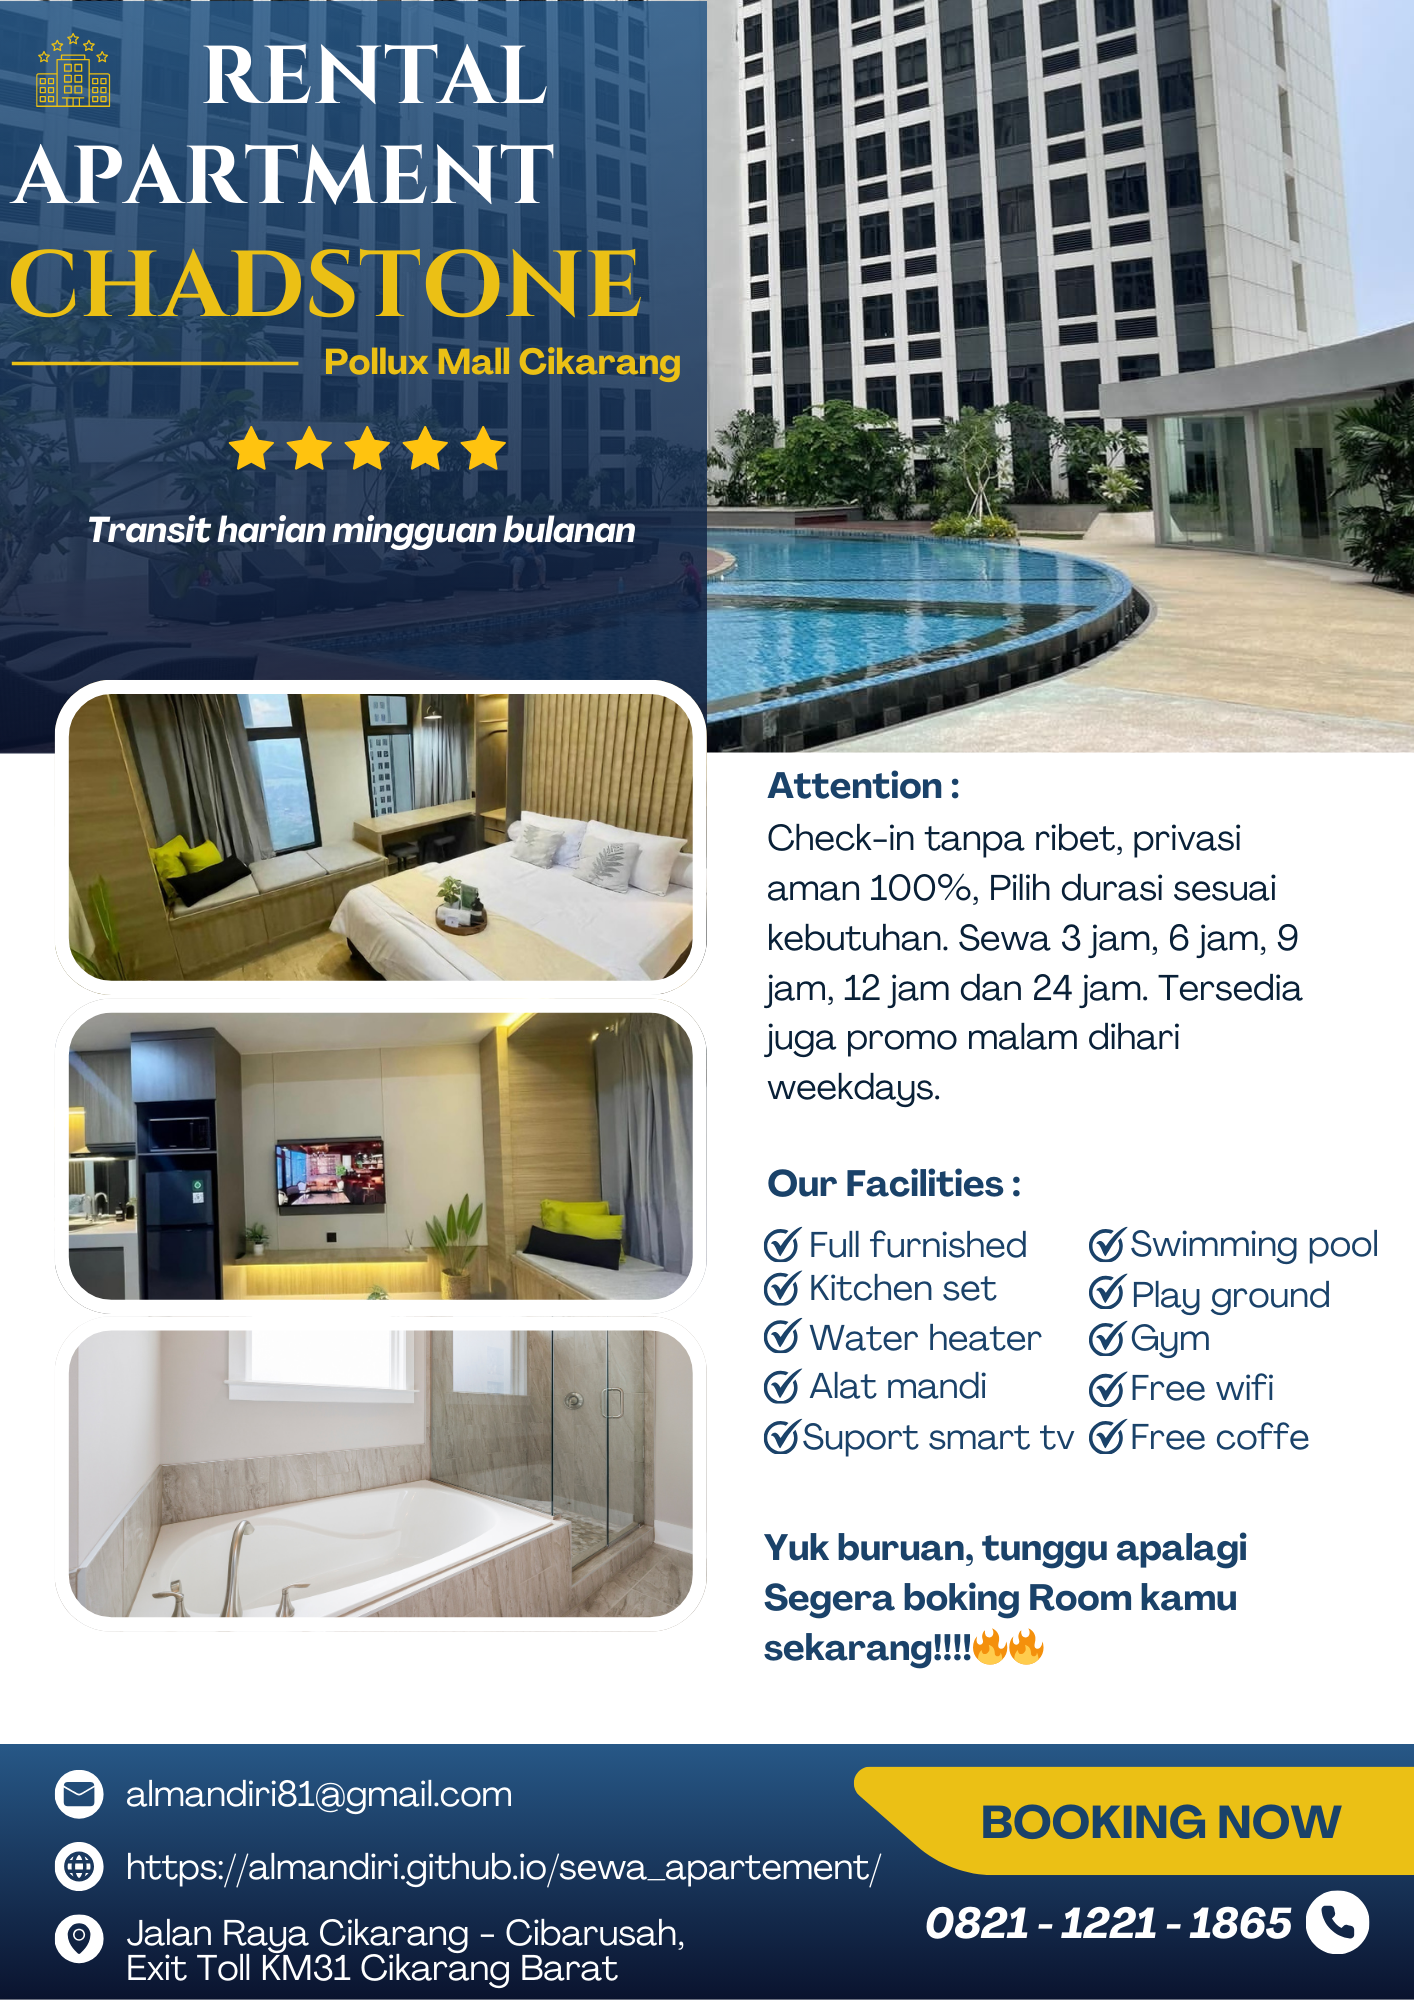 RENTAL
APARTMENT
CHADSTONE
Pollux Mall Cikarang
Transit harian mingguan bulanan
Attention :
Check-in tanpa ribet, privasi
aman 100%, Pilih durasi sesuai
kebutuhan. Sewa 3 jam, 6 jam, 9
jam, 12 jam dan 24 jam. Tersedia
juga promo malam dihari
weekdays.
Our Facilities :
Full furnished
Kitchen set
Water heater
Alat mandi
Suport smart tv
Swimming pool
Play ground
Gym
Free wifi
Free coffe
Yuk buruan, tunggu apalagi
Segera boking Room kamu
sekarang!!!!🔥🔥
almandiri81@gmail.com
https://almandiri.github.io/sewa_apartement/
Jalan Raya Cikarang - Cibarusah,
Exit Toll KM31 Cikarang Barat
BOOKING NOW
0821 - 1221 - 1865